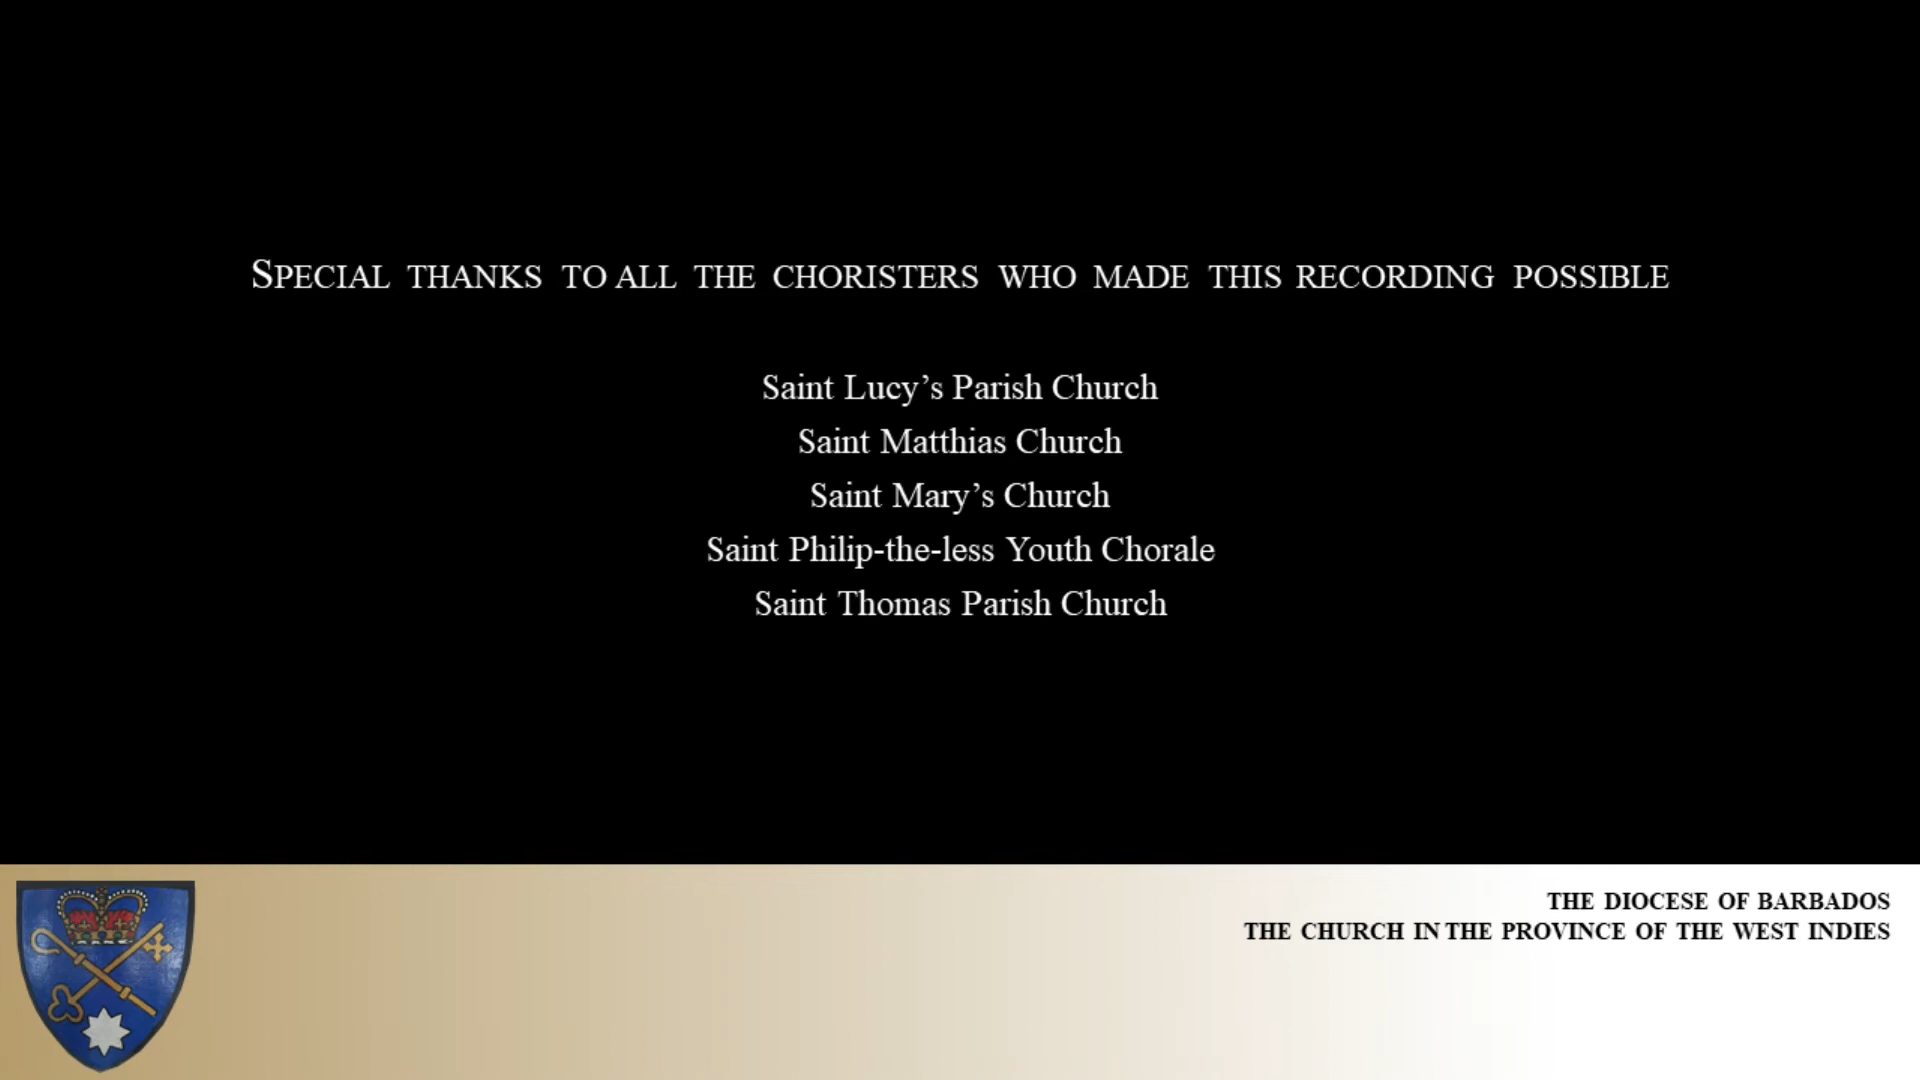 SPECIAL THANKS TO ALL THE CHORISTERS WHO MADE THIS RECORDING POSSIBLE
Saint Lucy’s Parish Church
Saint Matthias Church
Saint Mary’s Church
Saint Philip-the-less Youth Chorale
Saint Thomas Parish Church
THE DIOCESE OF BARBADOS
THE CHURCH IN THE PROVINCE OF THE WEST INDIES